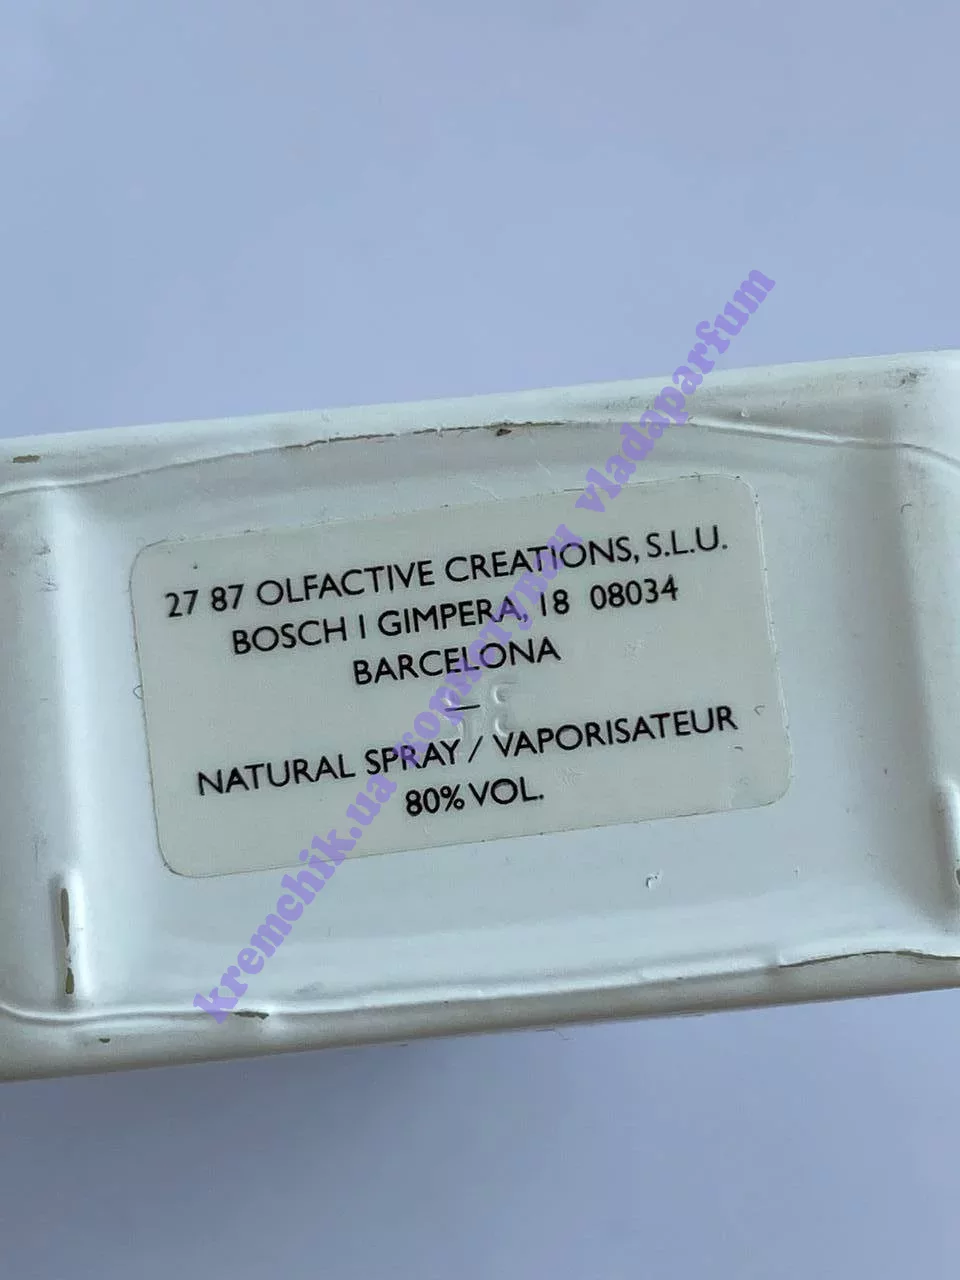 27 87 OLFACTIVE CREATIONS, S.L.U.
BOSCH I GIMPERA, 18 08034
BARCELONA
—
NATURAL SPRAY / VAPORISATEUR
80% VOL.
kremchik.ua vladaparfum